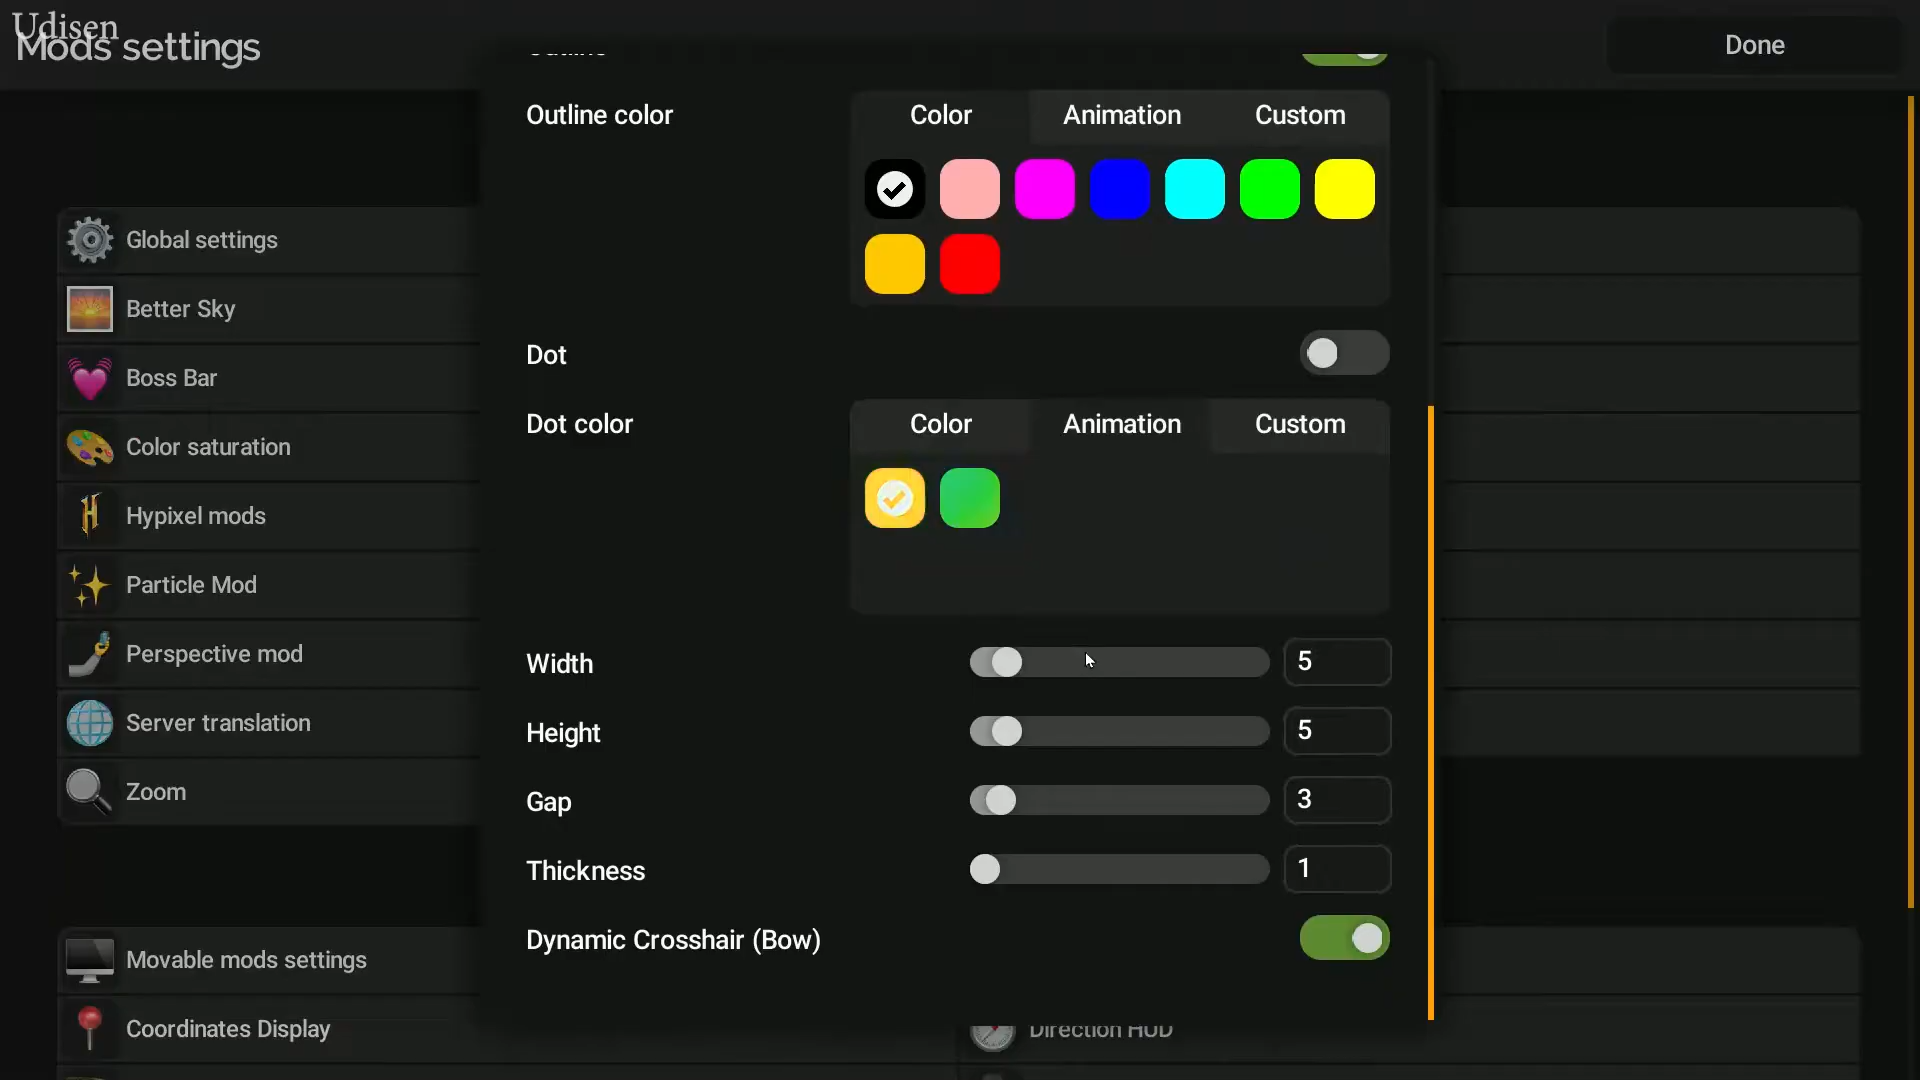 Udisen
Mods settings
Done
Outline
Outline color
Color Animation Custom
Global settings
Better Sky
Boss Bar
Dot
Dot color
Color Animation Custom
Color saturation
Hypixel mods
Particle Mod
Perspective mod
Width 5
Server translation
Height 5
Zoom
Gap 3
Thickness 1
Dynamic Crosshair (Bow)
Movable mods settings
Coordinates Display
Direction HUD